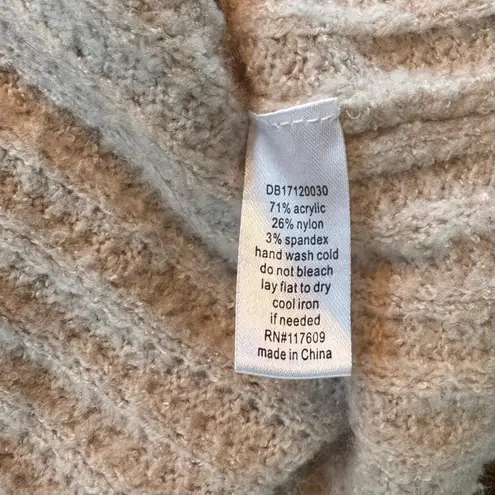 DB17120030
71% acrylic
26% nylon
3% spandex
hand wash cold
do not bleach
lay flat to dry
cool iron
if needed
RN#117609
made in China